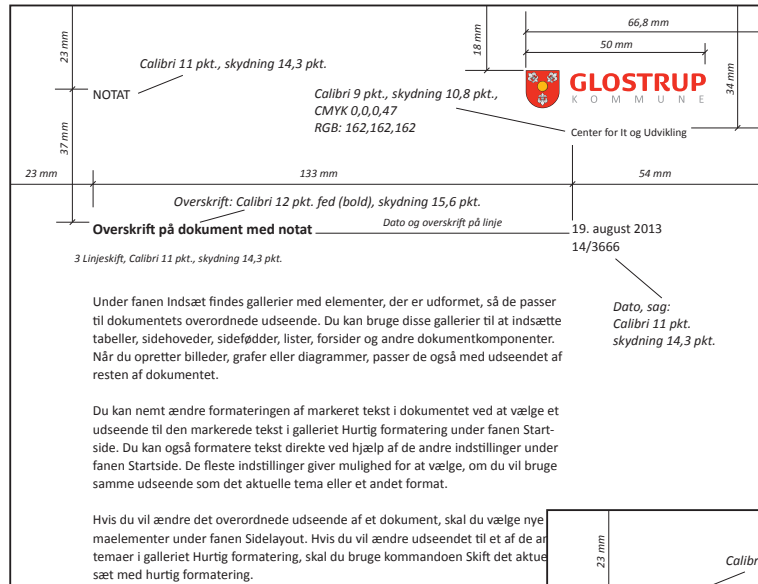 66,8 mm
50 mm
18 mm
23 mm
34 mm
Calibri 11 pkt., skydning 14,3 pkt.
NOTAT
GLOSTRUP
KOMMUNE
Calibri 9 pkt., skydning 10,8 pkt.,
CMYK 0,0,0,47
RGB: 162,162,162
Center for It og Udvikling
37 mm
23 mm
133 mm
54 mm
Overskrift: Calibri 12 pkt. fed (bold), skydning 15,6 pkt.
Overskrift på dokument med notat
Dato og overskrift på linje
19. august 2013
14/3666
3 Linjeskift, Calibri 11 pkt., skydning 14,3 pkt.
Dato, sag:
Calibri 11 pkt.
skydning 14,3 pkt.
Under fanen Indsæt findes gallerier med elementer, der er udformet, så de passer
til dokumentets overordnede udseende. Du kan bruge disse gallerier til at indsætte
tabeller, sidehoveder, sidefødder, lister, forsider og andre dokumentkomponenter.
Når du opretter billeder, grafer eller diagrammer, passer de også med udseendet af
resten af dokumentet.
Du kan nemt ændre formateringen af markeret tekst i dokumentet ved at vælge et
udseende til den markerede tekst i galleriet Hurtig formatering under fanen Start-
side. Du kan også formatere tekst direkte ved hjælp af de andre indstillinger under
fanen Startside. De fleste indstillinger giver mulighed for at vælge, om du vil bruge
samme udseende som det aktuelle tema eller et andet format.
Hvis du vil ændre det overordnede udseende af et dokument, skal du vælge nye
maelementer under fanen Sidelayout. Hvis du vil ændre udseendet til et af de
temaer i galleriet Hurtig formatering, skal du bruge kommandoen Skift det aktue
sæt med hurtig formatering.
23 mm
Calibr